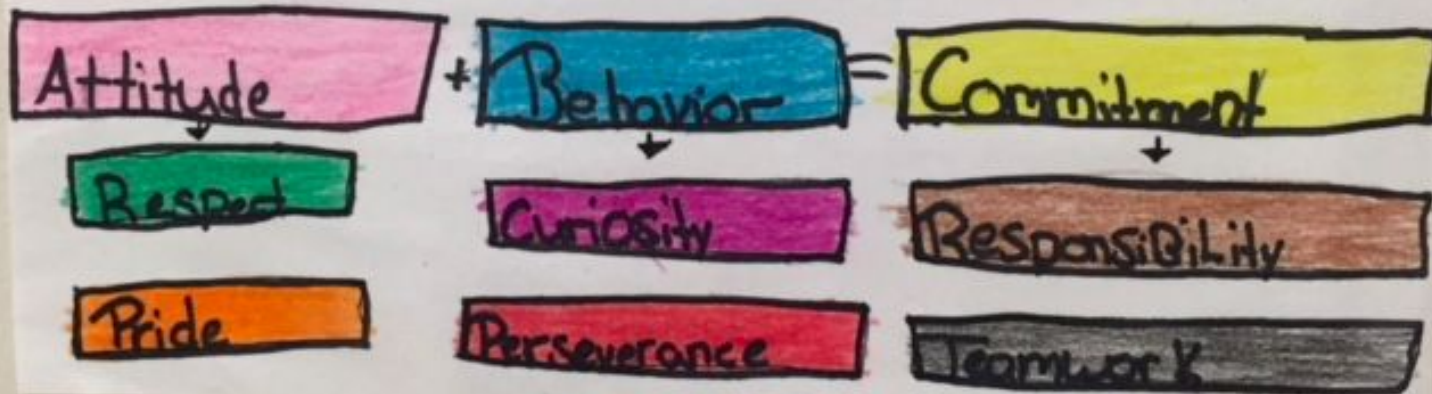 Attitude + Behavior = Commitment
Respect Curiosity ResponsiBiLity
Pride Perseverance Teamwork